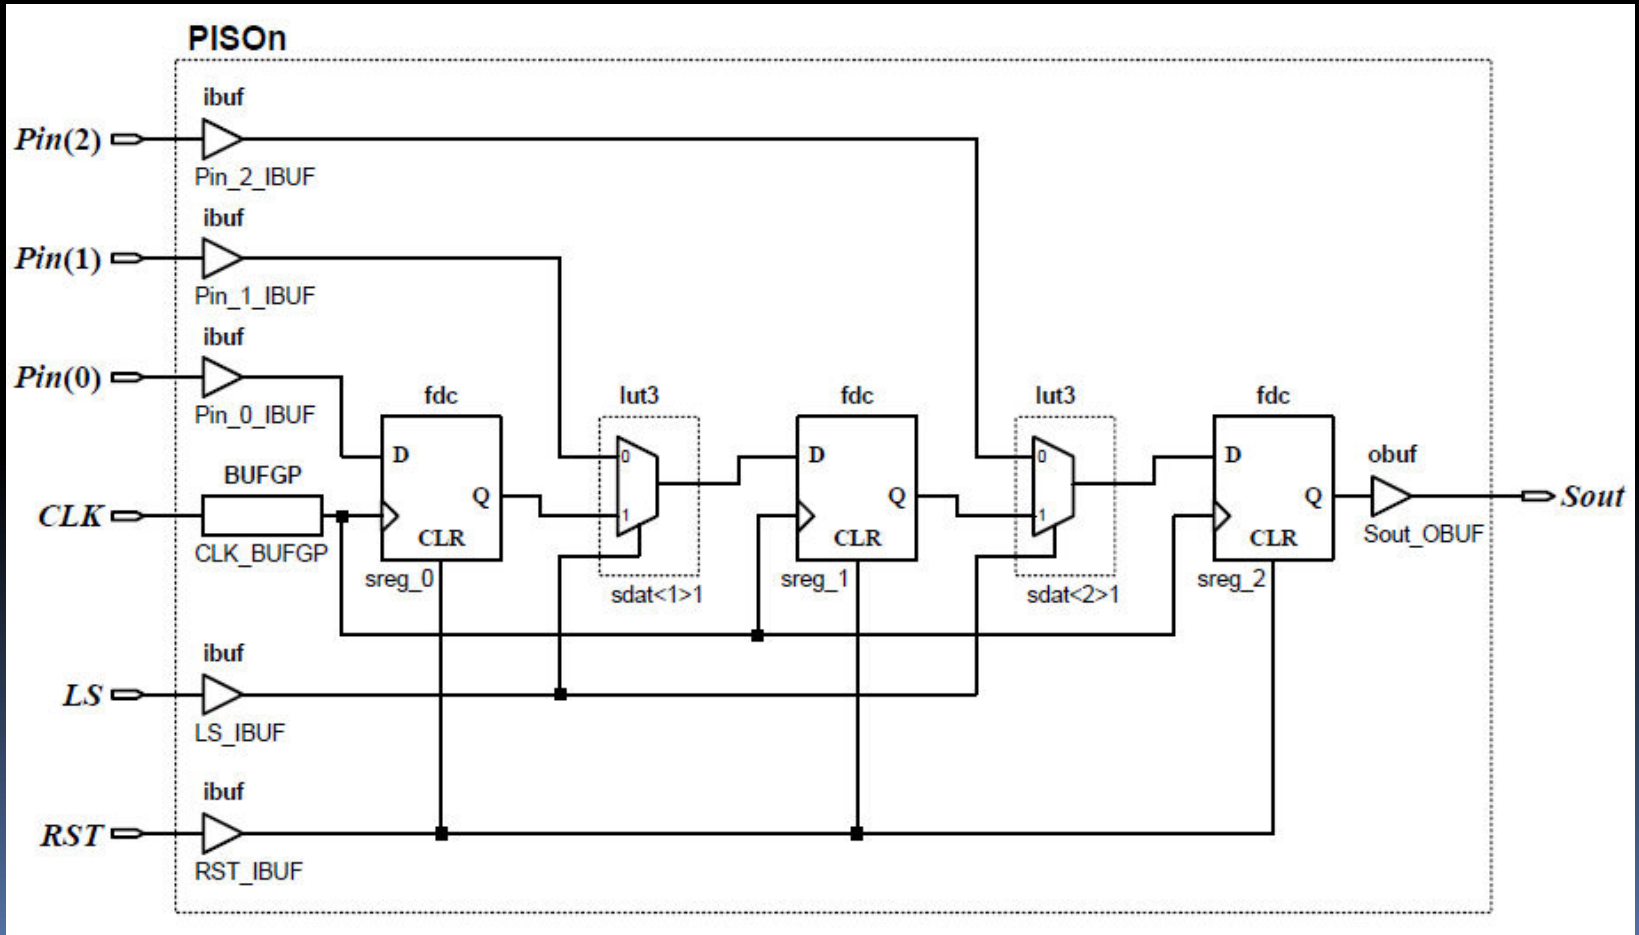 PISOn
ibuf
Pin(2)
Pin_2_IBUF
ibuf
Pin(1)
Pin_1_IBUF
ibuf
Pin(0)
Pin_0_IBUF
fdc
lut3
fdc
lut3
fdc
D
0
D
0
D
obuf
BUFGP
Q
Q
Q
Sout
CLK
1
1
CLR
CLR
CLR
Sout_OBUF
CLK_BUFGP
sreg_0
sdat<1>1
sreg_1
sdat<2>1
sreg_2
ibuf
LS
LS_IBUF
ibuf
RST
RST_IBUF